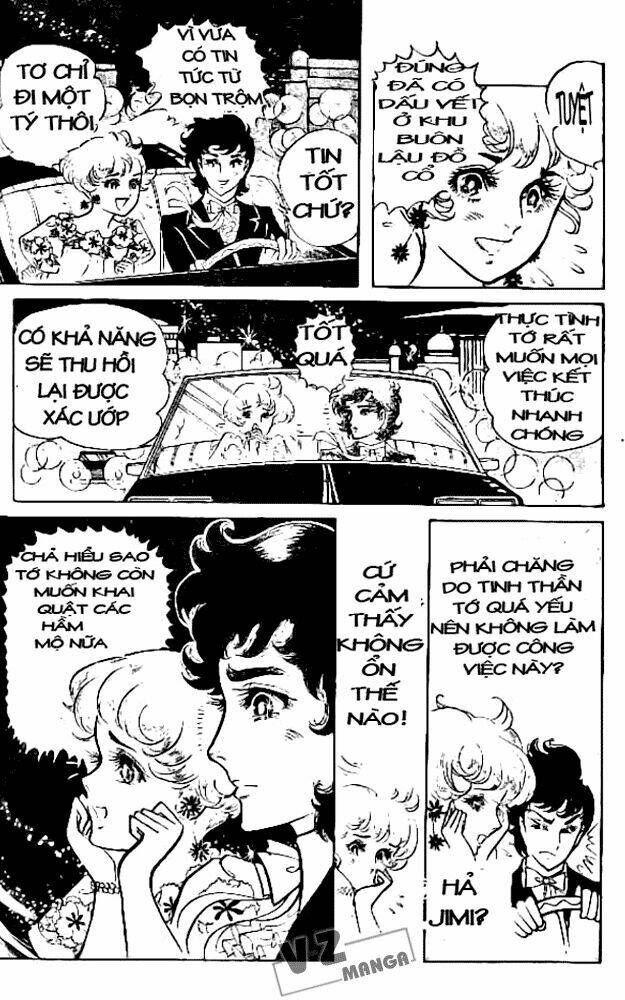 TƠ CHỈ
ĐI MỘT
TÝ THÔI,
VÌ VỪA
CÓ TIN
TỨC TỪ
BỌN TRỘM
TIN
TỐT
CHỨ?
ĐÚNG
ĐÃ CÓ
DẤU VẾT
Ở KHU
BUÔN
LẬU ĐỒ
CỔ
TUYỆT
CÓ KHẢ NĂNG
SẼ THU HỒI
LẠI ĐƯỢC
XÁC ƯỚP
TỐT
QUÁ
THỰC TÌNH
TỚ RẤT
MUỐN MỌI
VIỆC KẾT
THÚC
NHANH
CHÓNG
CHẢ HIỂU SAO
TỚ KHÔNG CÒN
MUỐN KHAI
QUẬT CÁC
HẦM
MỘ NỮA
CỨ
CẢM
THẤY
KHÔNG
ỔN
THẾ
NÀO!
PHẢI CHĂNG
DO TINH THẦN
TỚ QUÁ YẾU
NÊN KHÔNG LÀM
ĐƯỢC CÔNG
VIỆC NÀY?
HẢ
JIMI?
V-Z
MANGA